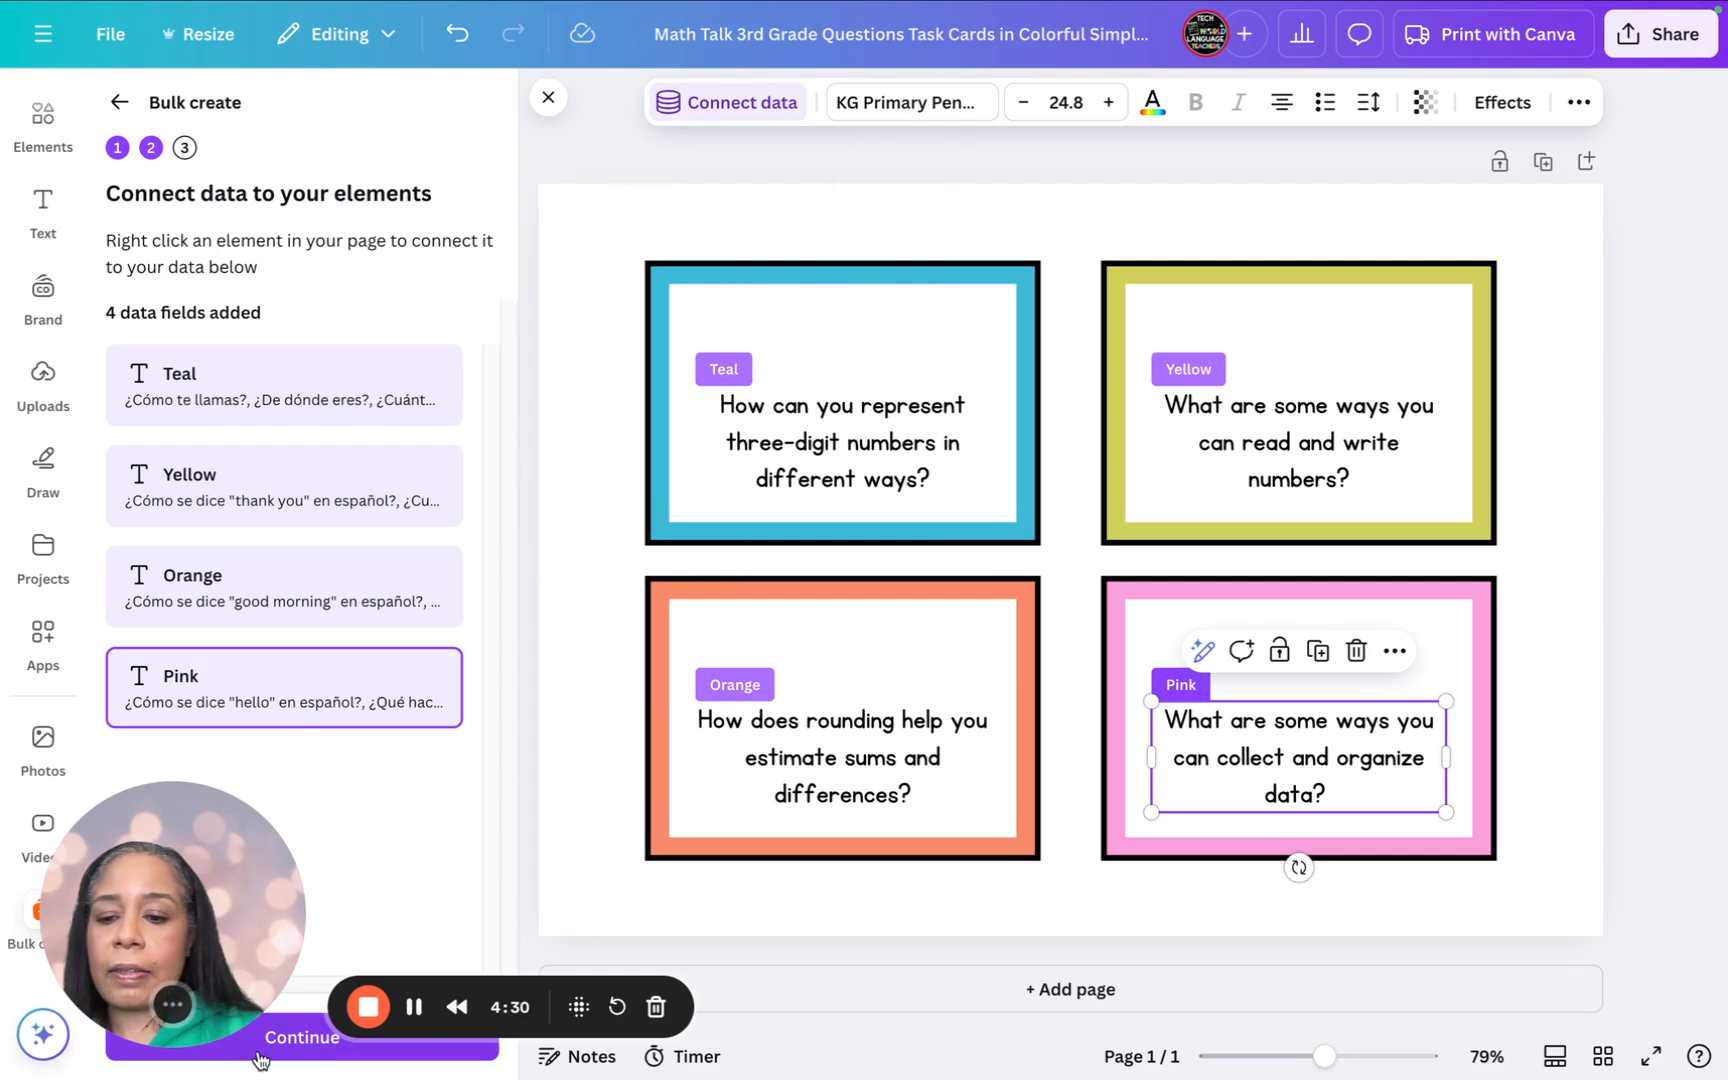 File
Resize
Editing
Math Talk 3rd Grade Questions Task Cards in Colorful Simpl...
TECH
WORLD
LANGUAGE
TEACHERS
Print with Canva
Share
Elements
Text
Brand
Uploads
Draw
Projects
Apps
Photos
Bulk create
1 2 3
Connect data to your elements
Right click an element in your page to connect it
to your data below
4 data fields added
Teal
¿Cómo te llamas?, ¿De dónde eres?, ¿Cuánt...
Yellow
¿Cómo se dice "thank you" en español?, ¿Cu...
Orange
¿Cómo se dice "good morning" en español?, ...
Pink
¿Cómo se dice "hello" en español?, ¿Qué hac...
Continue
4:30
Connect data
KG Primary Pen...
24.8
A
B
I
Effects
Teal
How can you represent
three-digit numbers in
different ways?
Yellow
What are some ways you
can read and write
numbers?
Orange
How does rounding help you
estimate sums and
differences?
Pink
What are some ways you
can collect and organize
data?
+ Add page
Notes
Timer
Page 1 / 1
79%